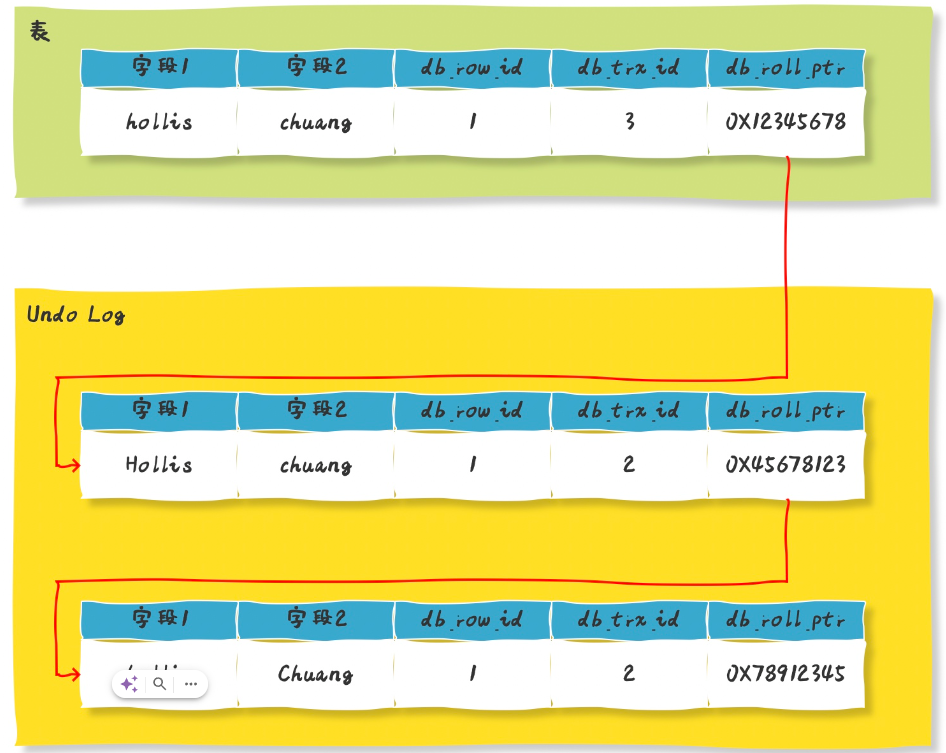 表
字段1 字段2 db_row_id db_trx_id db_roll_ptr
hollis chuang 1 3 0X12345678
Undo Log
字段1 字段2 db_row_id db_trx_id db_roll_ptr
Hollis chuang 1 2 0X45678123
字段1 字段2 db_row_id db_trx_id db_roll_ptr
Chuang 1 2 0X78912345